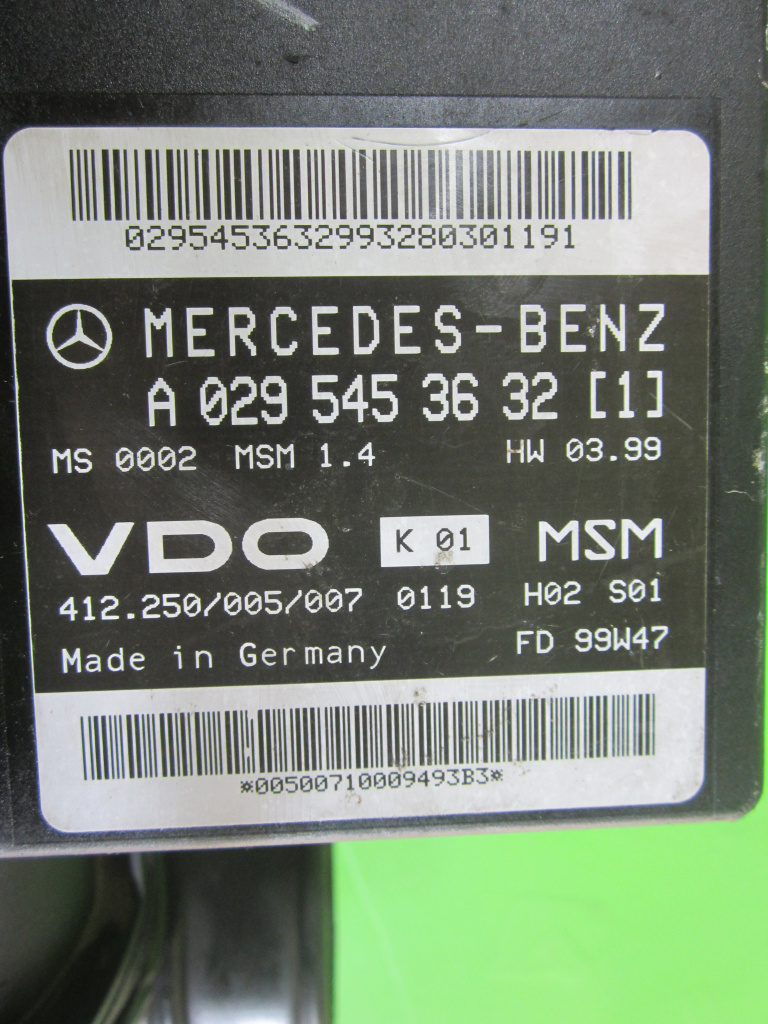 0295453632993280301191
MERCEDES-BENZ
A 029 545 36 32 [1]
MS 0002 MSM 1.4 HW 03.99
VDO K 01 MSM
412.250/005/007 0119 H02 S01
Made in Germany FD 99W47
*00500710009493B3*